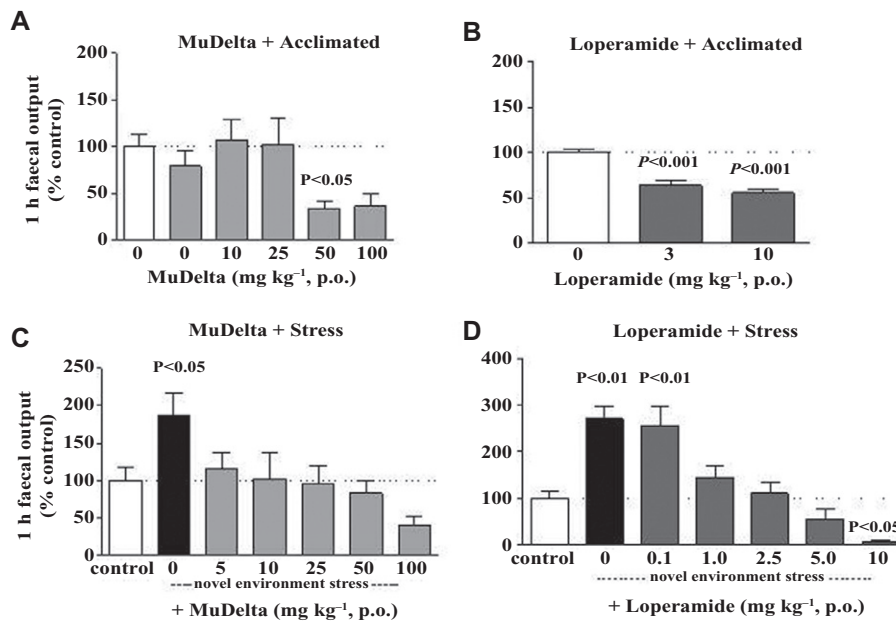 A
MuDelta + Acclimated
1 h faecal output
(% control)
200
150
100
50
0
P<0.05
0 0 10 25 50 100
MuDelta (mg kg⁻¹, p.o.)
B
Loperamide + Acclimated
200
150
100
50
0
P<0.001 P<0.001
0 3 10
Loperamide (mg kg⁻¹, p.o.)
C
MuDelta + Stress
1 h faecal output
(% control)
250
200
150
100
50
0
P<0.05
control 0 5 10 25 50 100
novel environment stress
+ MuDelta (mg kg⁻¹, p.o.)
D
Loperamide + Stress
400
300
200
100
0
P<0.01 P<0.01
P<0.05
control 0 0.1 1.0 2.5 5.0 10
novel environment stress
+ Loperamide (mg kg⁻¹, p.o.)